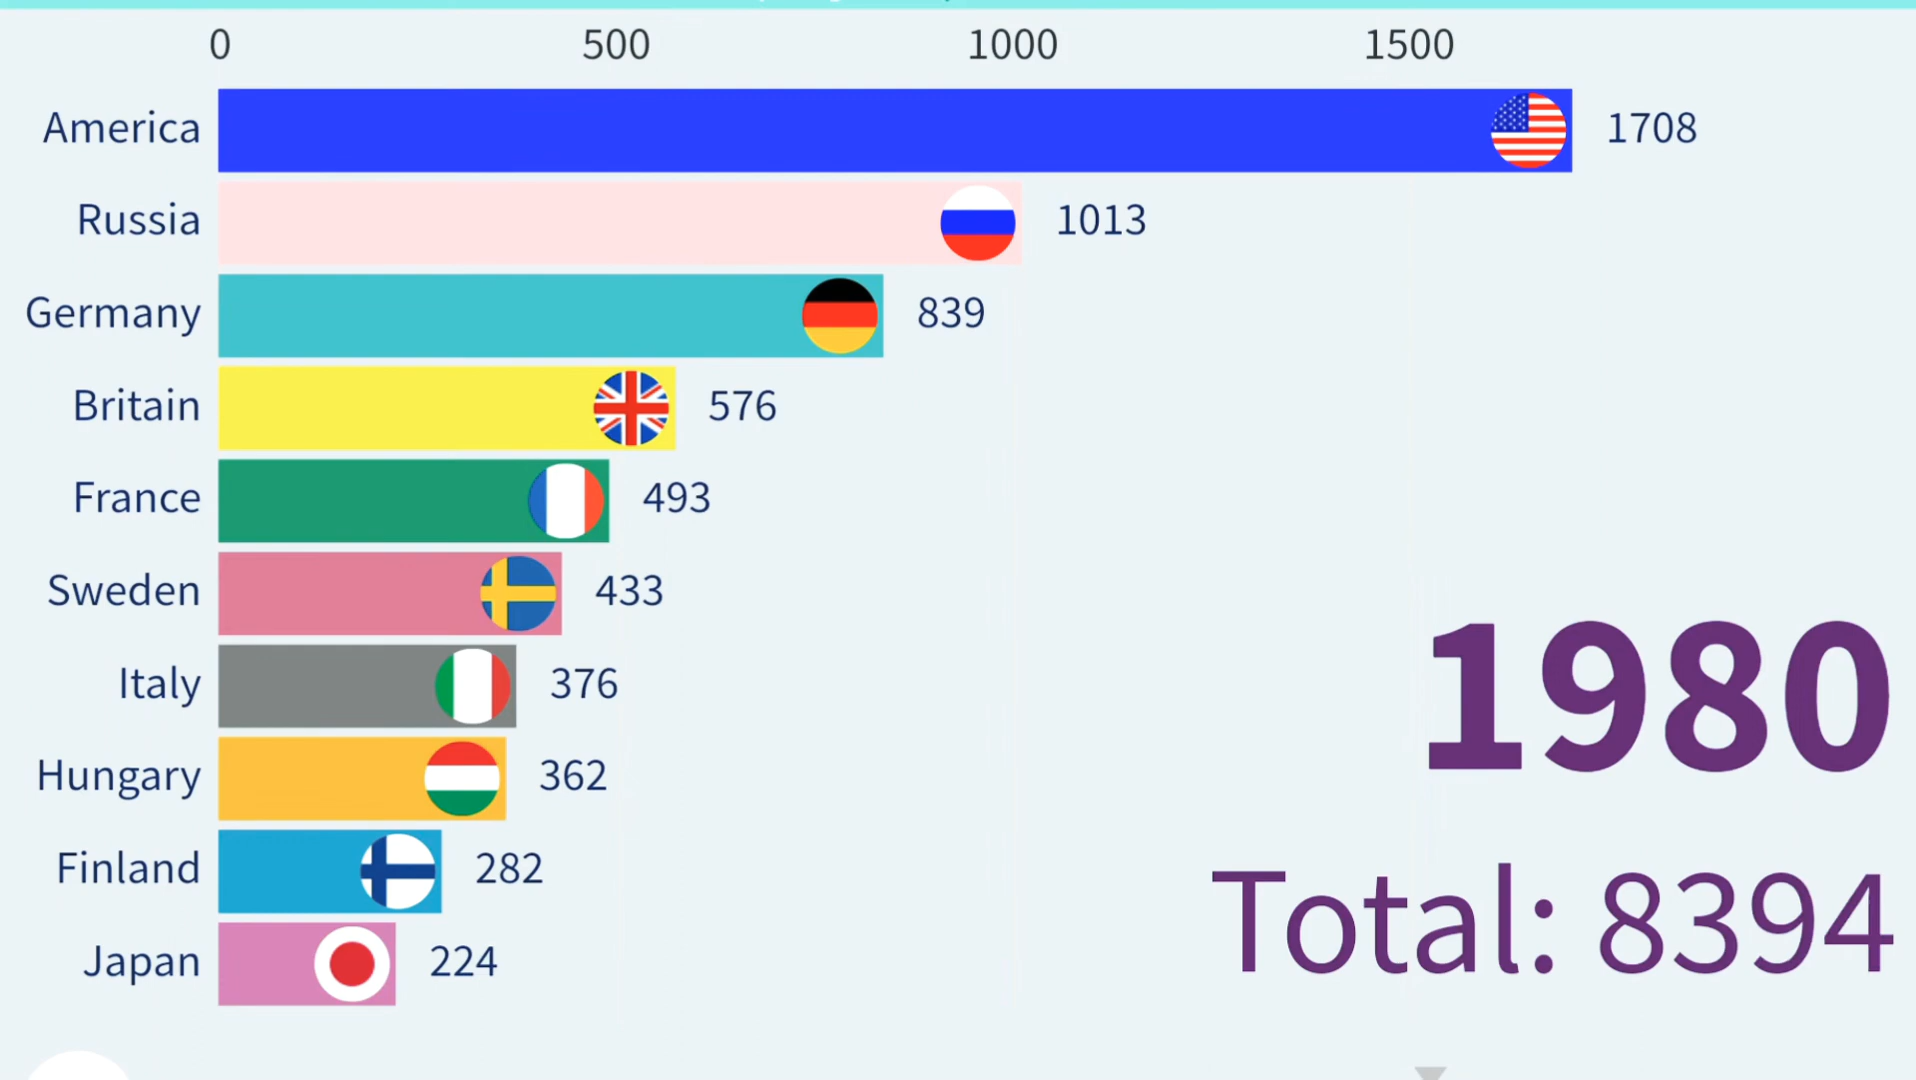 0 500 1000 1500
America 1708
Russia 1013
Germany 839
Britain 576
France 493
Sweden 433
Italy 376
Hungary 362
Finland 282
Japan 224
1980
Total: 8394